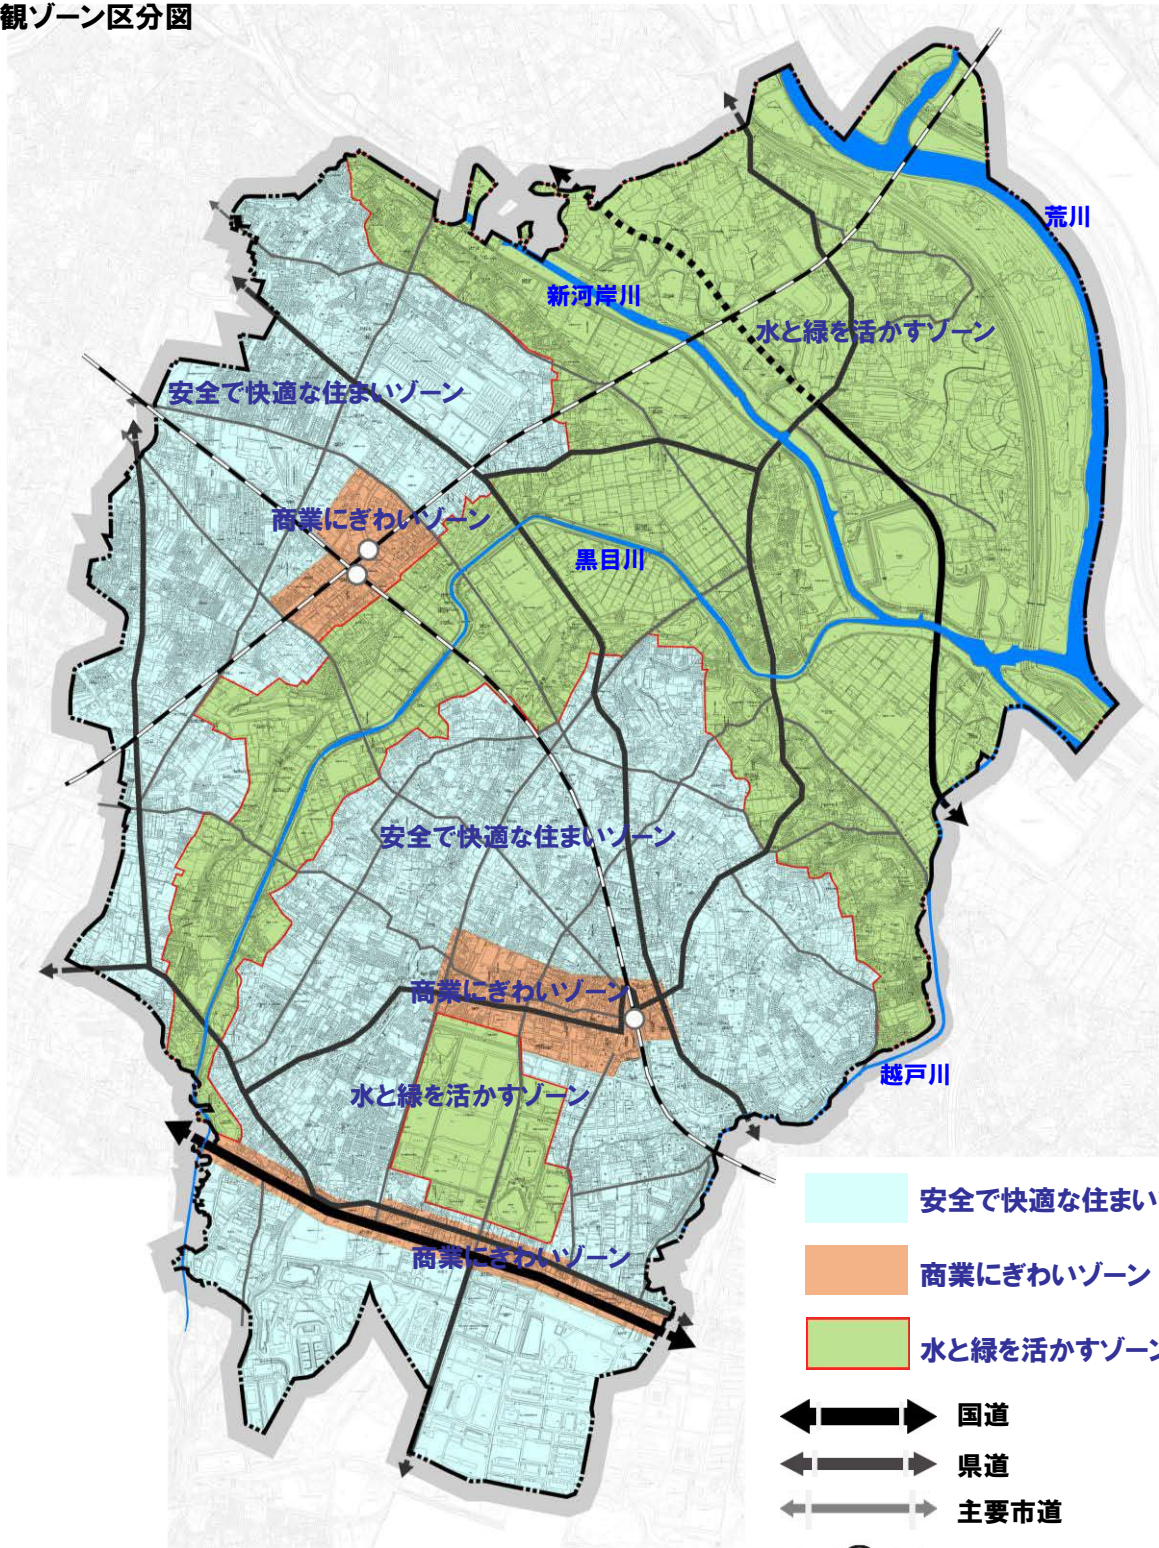 観ゾーン区分図
荒川
新河岸川
水と緑を活かすゾーン
安全で快適な住まいゾーン
商業にぎわいゾーン
黒目川
安全で快適な住まいゾーン
商業にぎわいゾーン
越戸川
水と緑を活かすゾーン
商業にぎわいゾーン
安全で快適な住まい
商業にぎわいゾーン
水と緑を活かすゾーン
国道
県道
主要市道